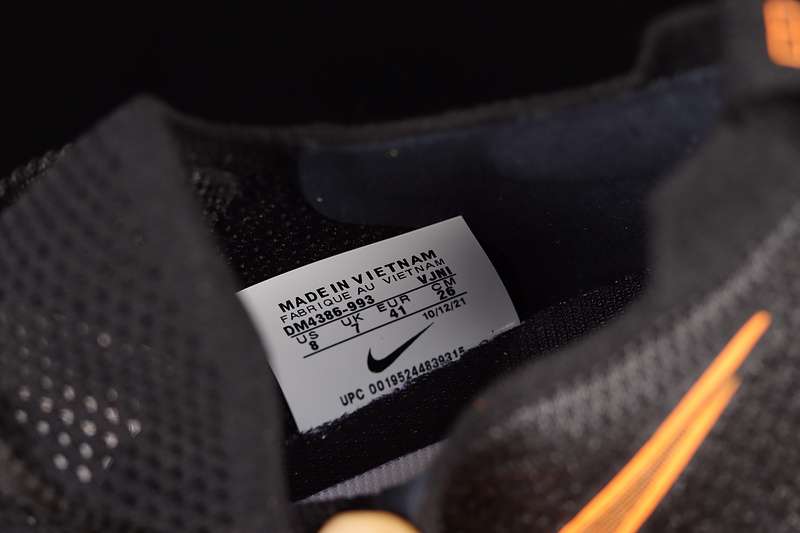 MADE IN VIETNAM
FABRIQUE AU VIETNAM
DM4386-993 VJNI
US UK EUR CM
8 7 41 26
10/12/21
UPC 00195244839315